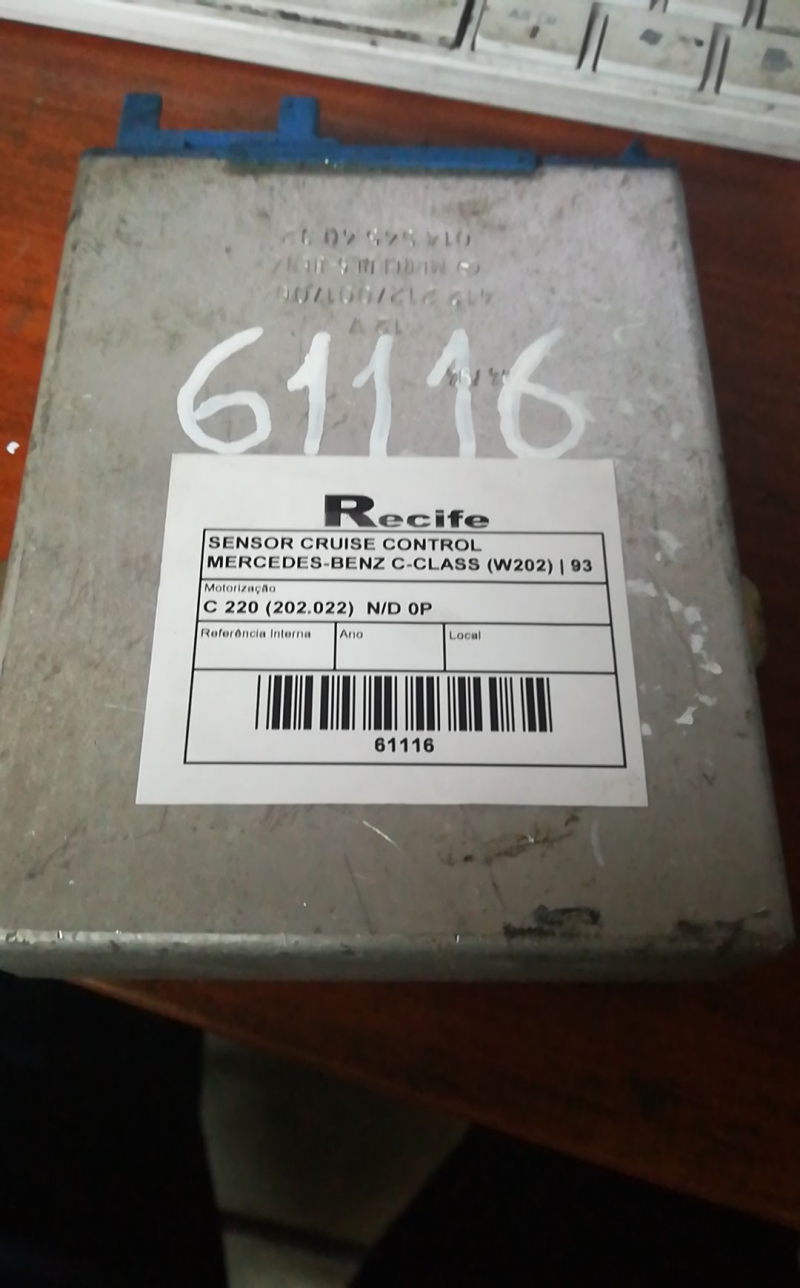 61116
Recife
SENSOR CRUISE CONTROL
MERCEDES-BENZ C-CLASS (W202) | 93
Motorização
C 220 (202.022) N/D 0P
Referência Interna Ano Local
61116